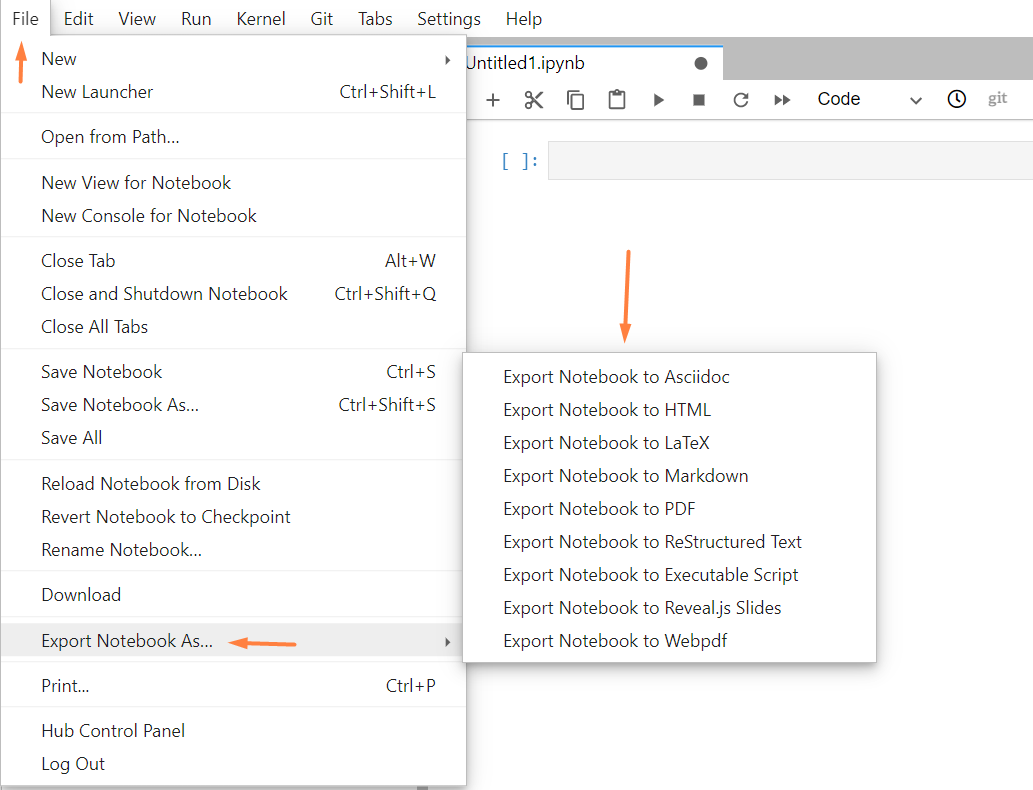 File Edit View Run Kernel Git Tabs Settings Help
Untitled1.ipynb
Code git
[ ]:
New
New Launcher Ctrl+Shift+L
Open from Path...
New View for Notebook
New Console for Notebook
Close Tab Alt+W
Close and Shutdown Notebook Ctrl+Shift+Q
Close All Tabs
Save Notebook Ctrl+S
Save Notebook As... Ctrl+Shift+S
Save All
Reload Notebook from Disk
Revert Notebook to Checkpoint
Rename Notebook...
Download
Export Notebook As...
Print... Ctrl+P
Hub Control Panel
Log Out
Export Notebook to Asciidoc
Export Notebook to HTML
Export Notebook to LaTeX
Export Notebook to Markdown
Export Notebook to PDF
Export Notebook to ReStructured Text
Export Notebook to Executable Script
Export Notebook to Reveal.js Slides
Export Notebook to Webpdf